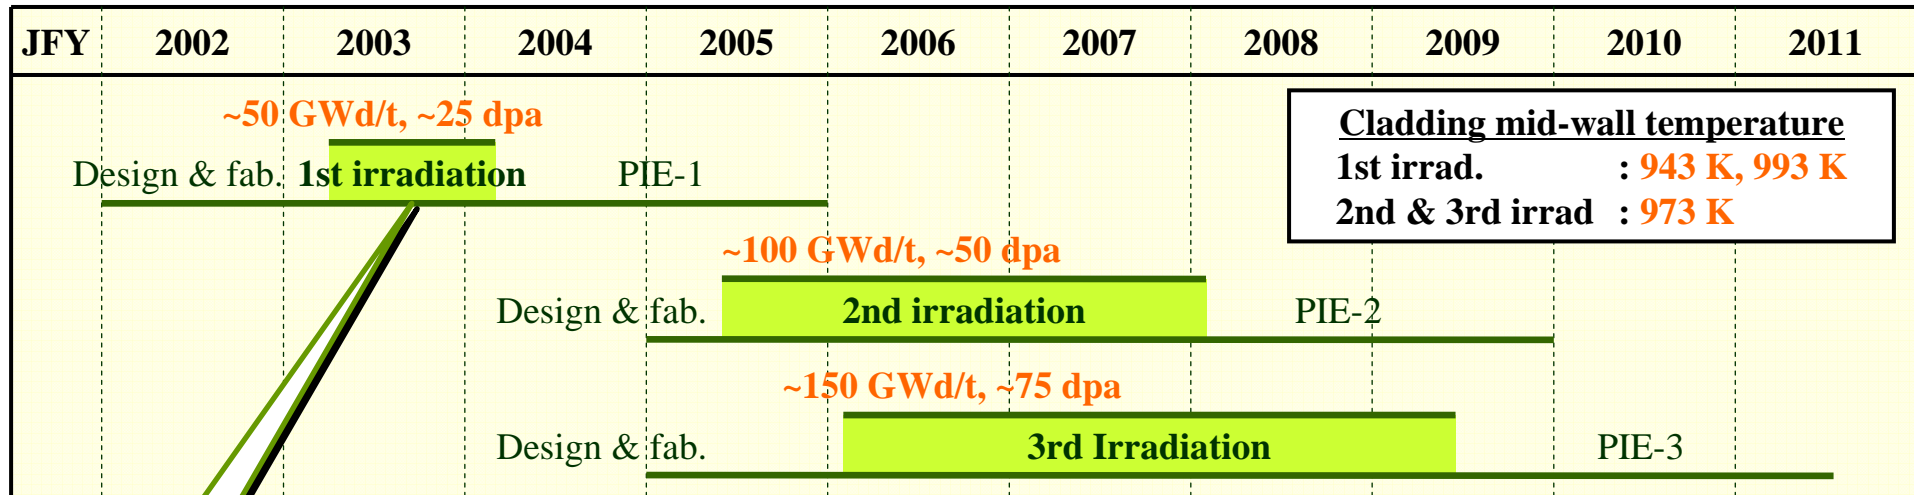 JFY 2002 2003 2004 2005 2006 2007 2008 2009 2010 2011
~50 GWd/t, ~25 dpa
Design & fab. 1st irradiation PIE-1
Cladding mid-wall temperature
1st irrad. : 943 K, 993 K
2nd & 3rd irrad : 973 K
~100 GWd/t, ~50 dpa
Design & fab. 2nd irradiation PIE-2
~150 GWd/t, ~75 dpa
Design & fab. 3rd Irradiation PIE-3